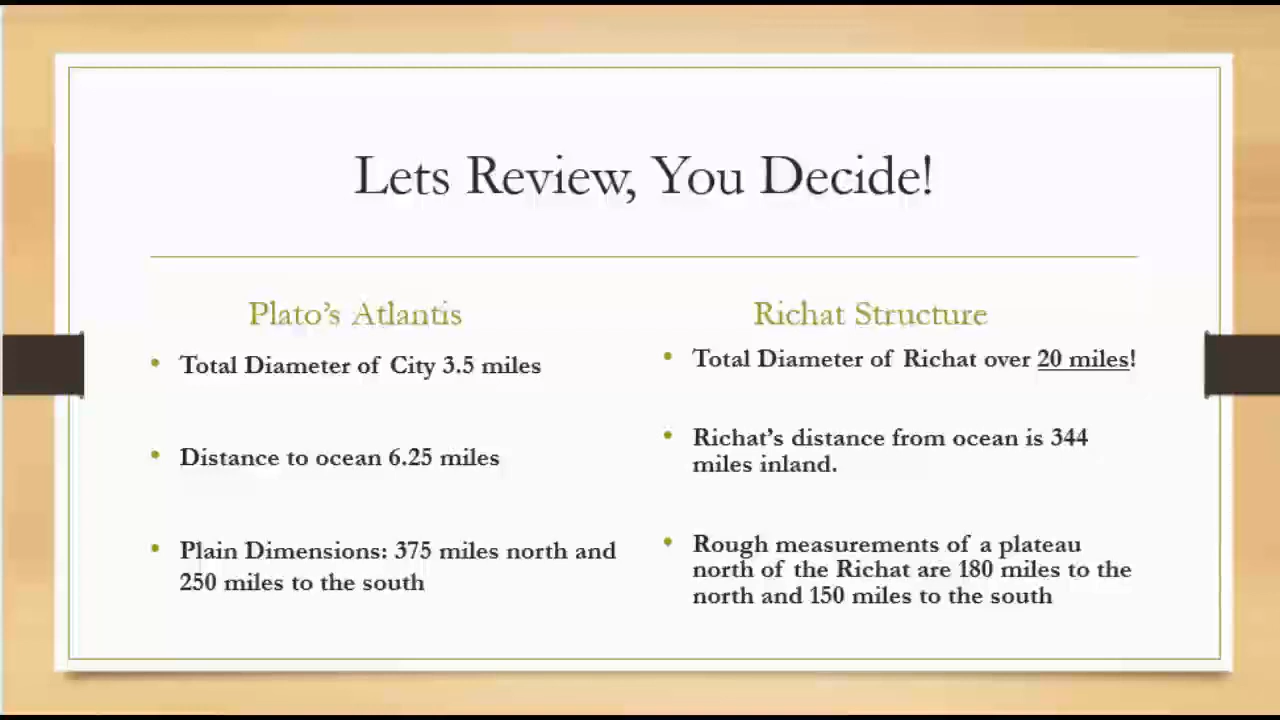 Lets Review, You Decide!
Plato's Atlantis
• Total Diameter of City 3.5 miles
• Distance to ocean 6.25 miles
• Plain Dimensions: 375 miles north and
250 miles to the south
Richat Structure
• Total Diameter of Richat over 20 miles!
• Richat's distance from ocean is 344
miles inland.
• Rough measurements of a plateau
north of the Richat are 180 miles to the
north and 150 miles to the south